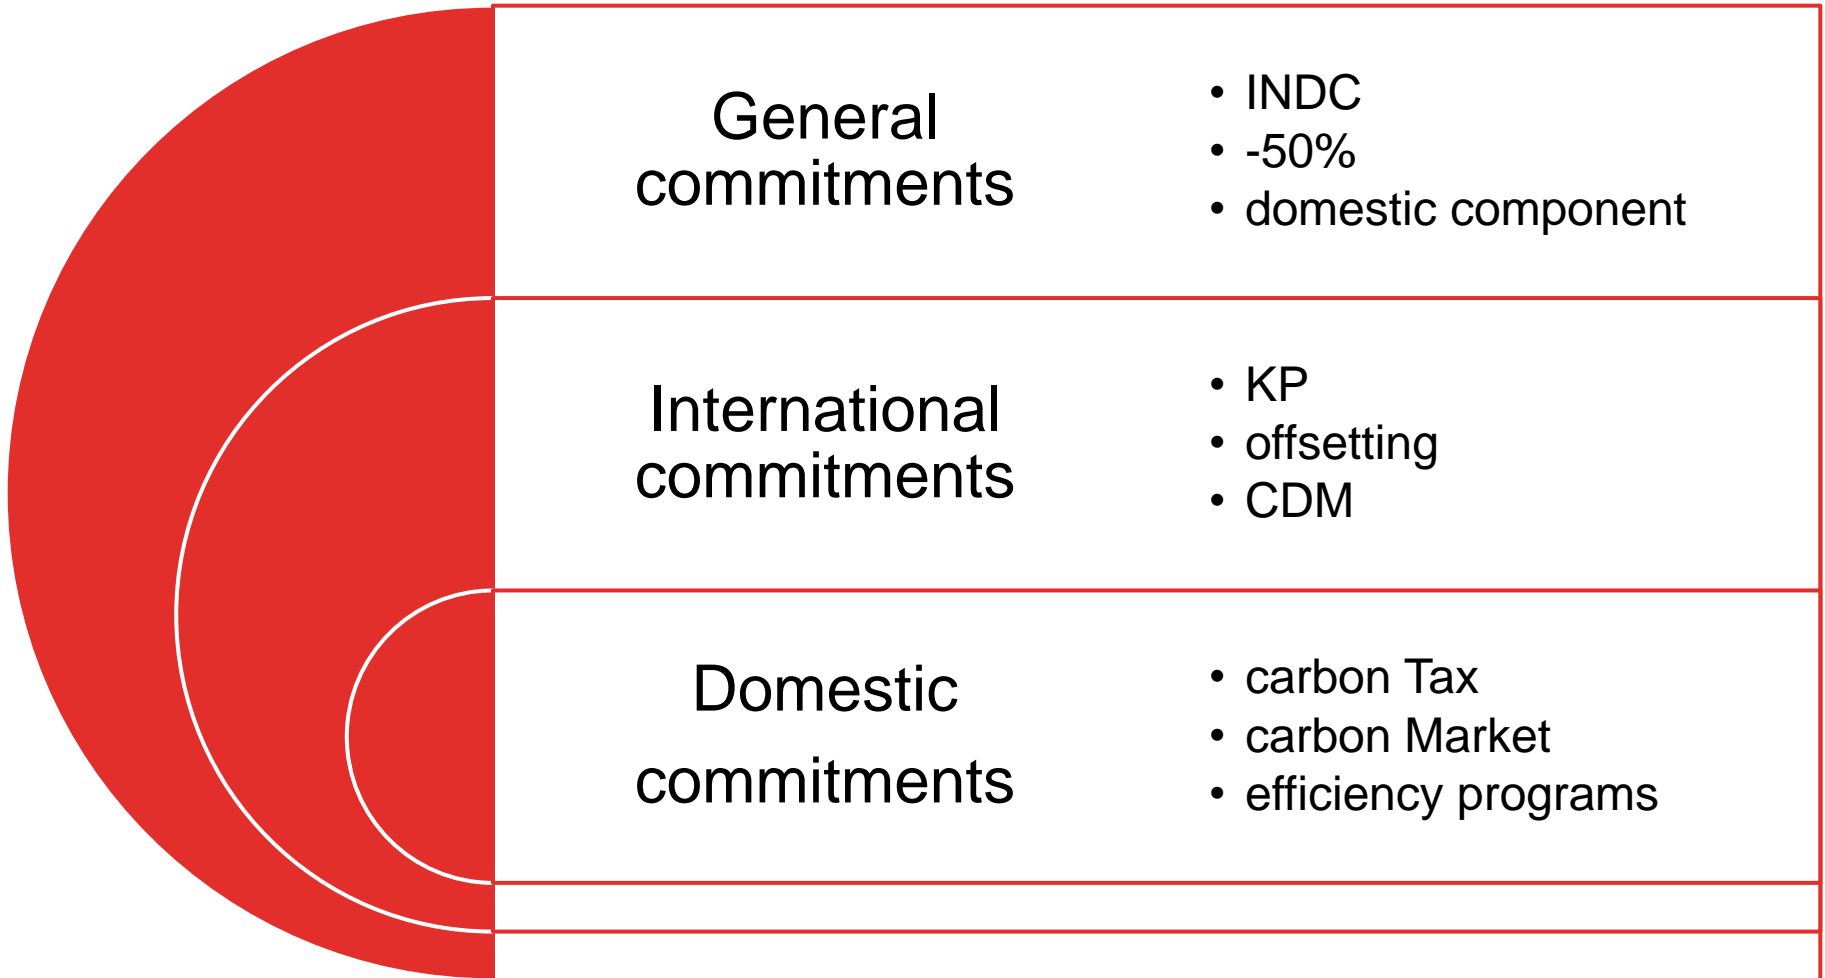 General
commitments
• INDC
• -50%
• domestic component
International
commitments
• KP
• offsetting
• CDM
Domestic
commitments
• carbon Tax
• carbon Market
• efficiency programs